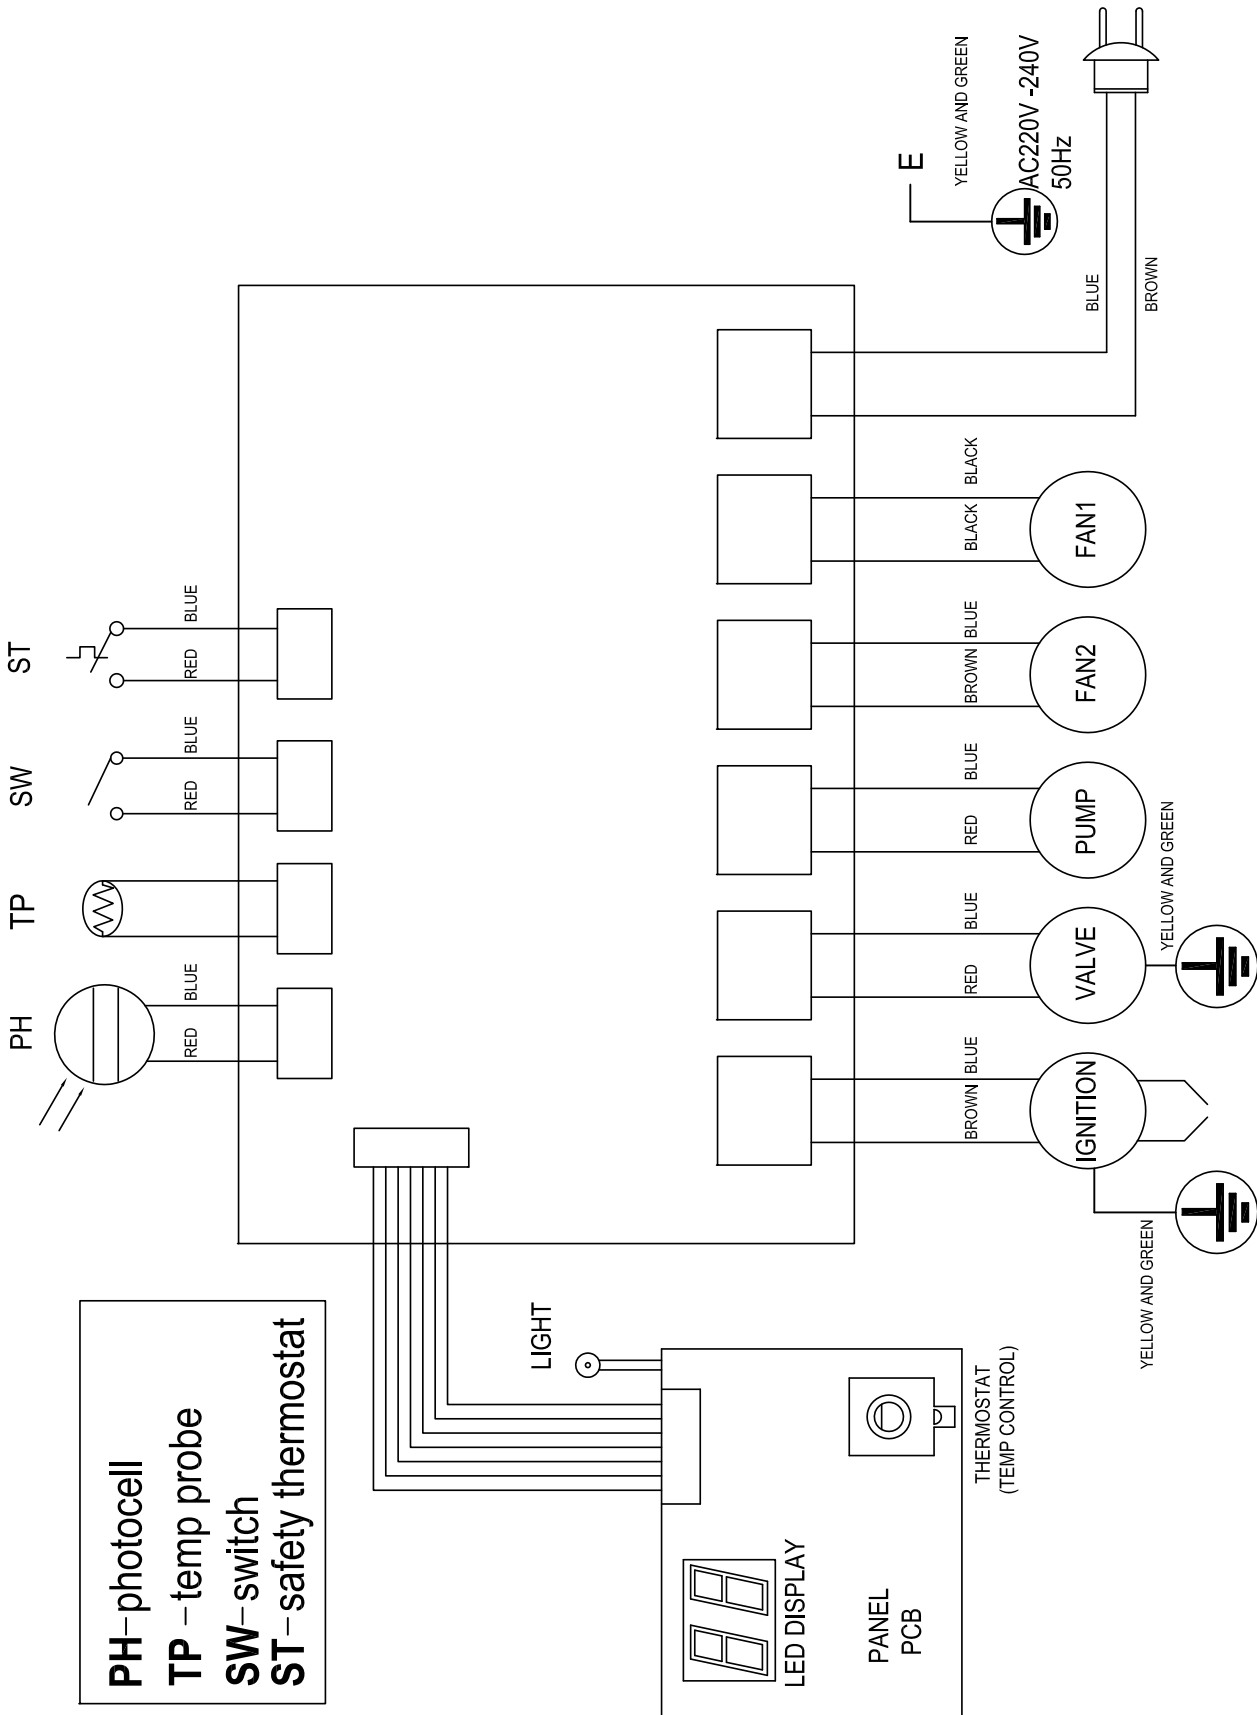 PH-photocell
TP-temp probe
SW-switch
ST-safety thermostat
PH
TP
SW
ST
RED
BLUE
RED
BLUE
RED
BLUE
LIGHT
LED DISPLAY
PANEL
PCB
THERMOSTAT
(TEMP CONTROL)
BROWN
BLUE
RED
BLUE
RED
BLUE
BROWN
BLUE
BLACK
BLACK
IGNITION
VALVE
PUMP
FAN2
FAN1
YELLOW AND GREEN
YELLOW AND GREEN
BLUE
BROWN
E
YELLOW AND GREEN
AC220V -240V
50Hz